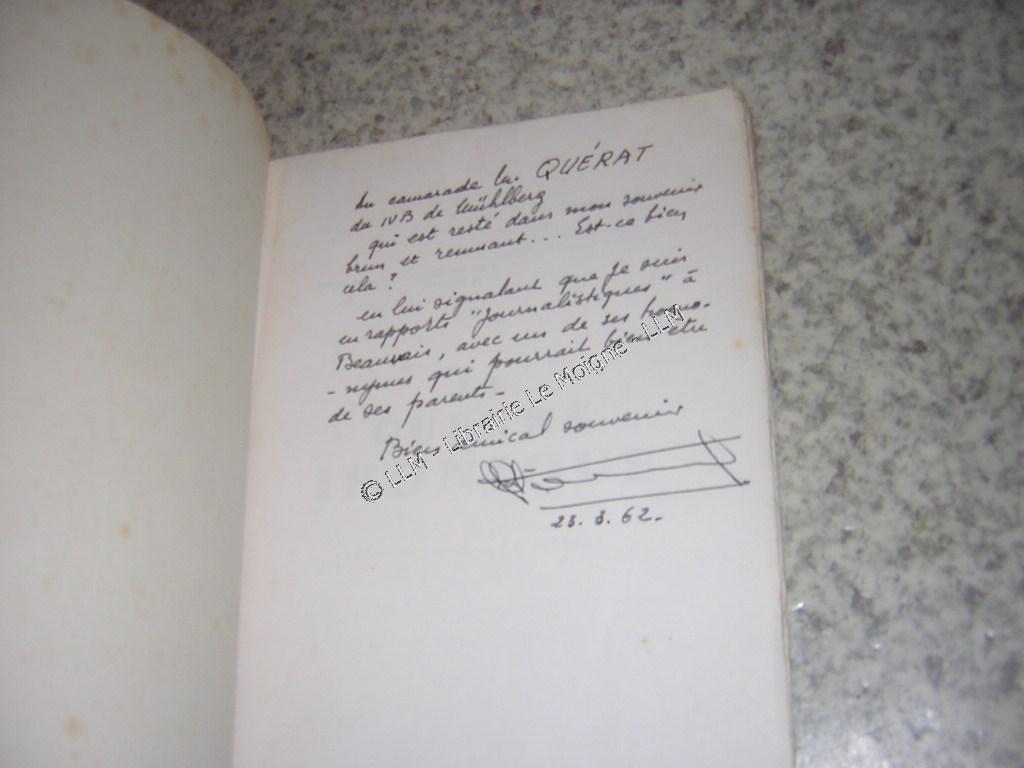 Au camarade M. QUÉRAT
du IVB de Mühlberg
qui est resté dans mon souvenir
brun et remuant... Est-ce bien
cela ?
en lui signalant que je suis
en rapports "journalistiques" à
Beauvais, avec un de ses homo-
- nymes qui pourrait bien être
de ses parents -
Bien amical souvenir
23. 3. 62.
© LLM - Librairie Le Moigne - LLM